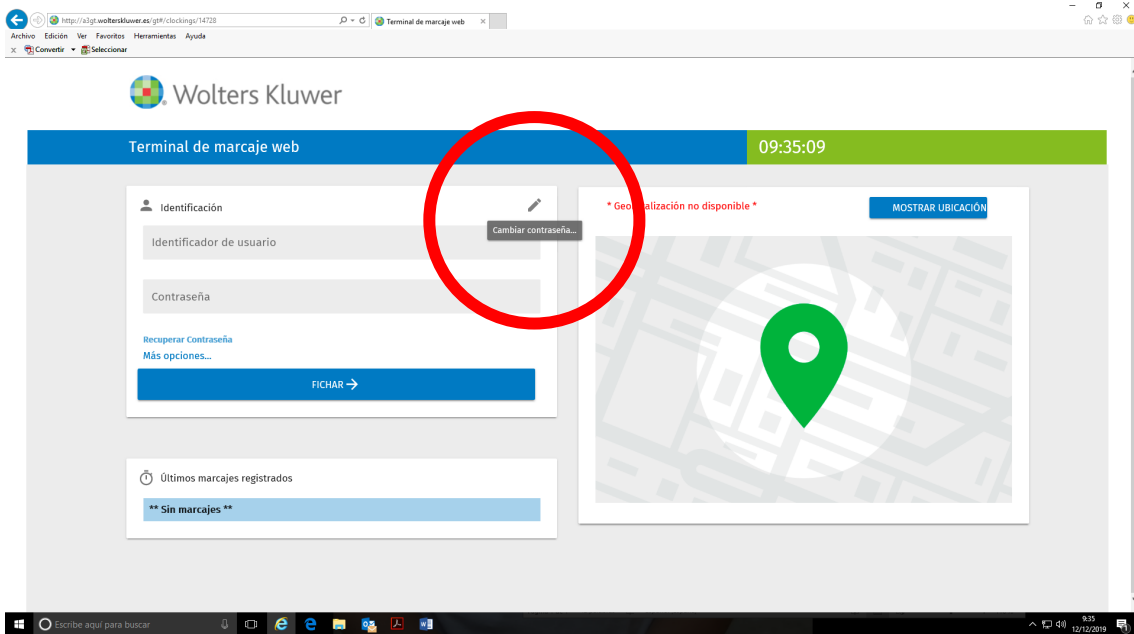 http://a3gt.wolterskluwer.es/gt#/clockings/14728
Terminal de marcaje web
Archivo Edición Ver Favoritos Herramientas Ayuda
x Convertir Seleccionar
Wolters Kluwer
Terminal de marcaje web
09:35:09
Identificación
Cambiar contraseña...
Identificador de usuario
Contraseña
Recuperar Contraseña
Más opciones...
FICHAR
* Geo alización no disponible *
MOSTRAR UBICACIÓN
Últimos marcajes registrados
** Sin marcajes **
Escribe aquí para buscar
9:35
12/12/2019